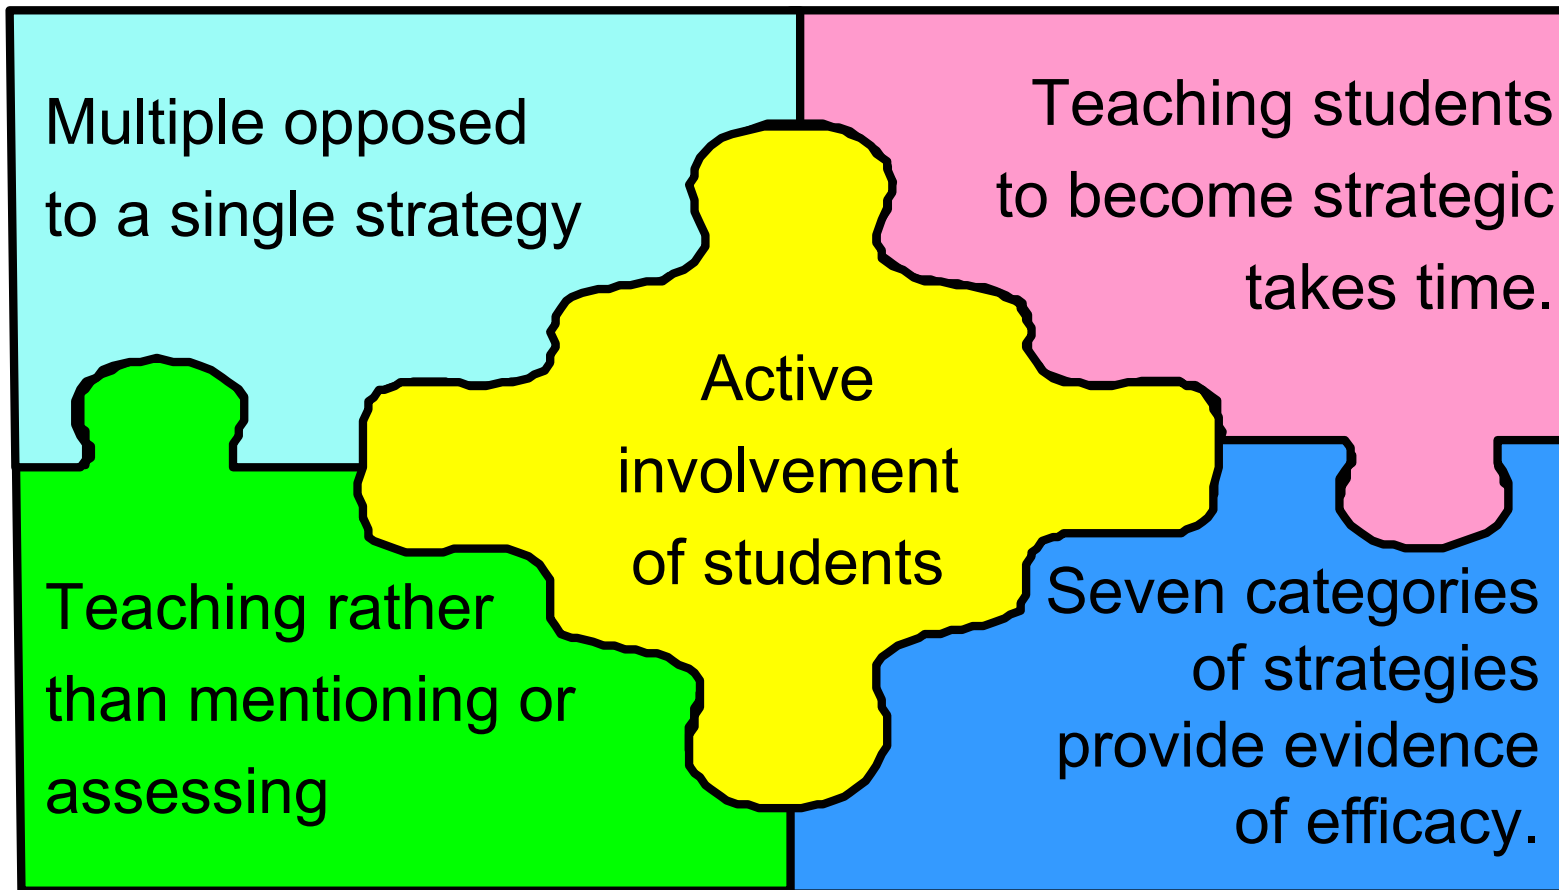 Multiple opposed
to a single strategy
Teaching students
to become strategic
takes time.
Active
involvement
of students
Teaching rather
than mentioning or
assessing
Seven categories
of strategies
provide evidence
of efficacy.